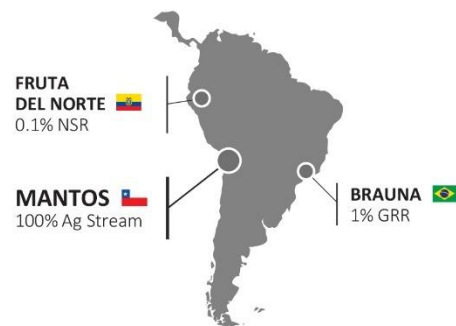 FRUTA
DEL NORTE
0.1% NSR
MANTOS
100% Ag Stream
BRAUNA
1% GRR